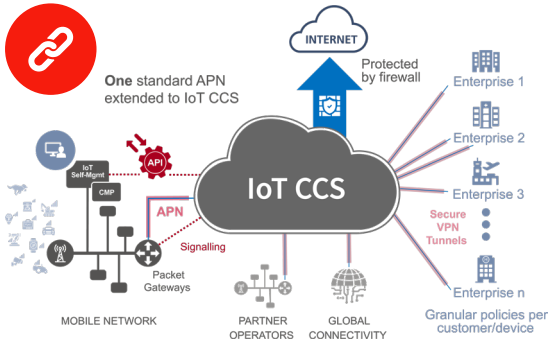 INTERNET
Protected
by firewall
One standard APN
extended to IoT CCS
API
IoT
Self-Mgmt
CMP
IoT CCS
APN
Signalling
Packet
Gateways
MOBILE NETWORK
PARTNER
OPERATORS
GLOBAL
CONNECTIVITY
Enterprise 1
Enterprise 2
Enterprise 3
Secure
VPN
Tunnels
Enterprise n
Granular policies per
customer/device